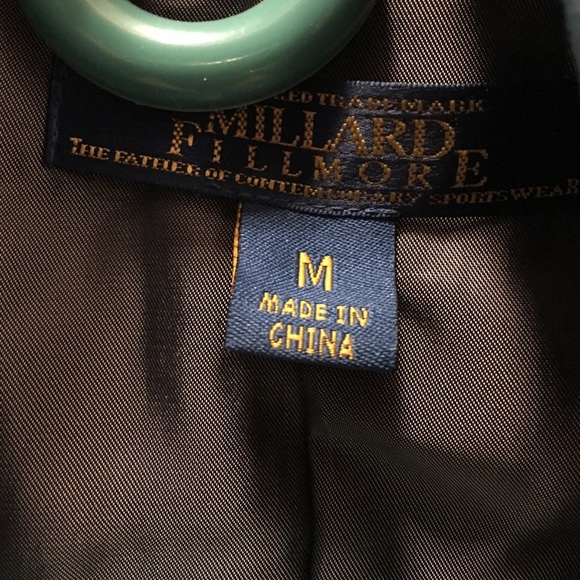 TRADEMARK
MILLARD
FILLMORE
THE FATHER OF CONTEMPORARY SPORTSWEAR
M
MADE IN
CHINA